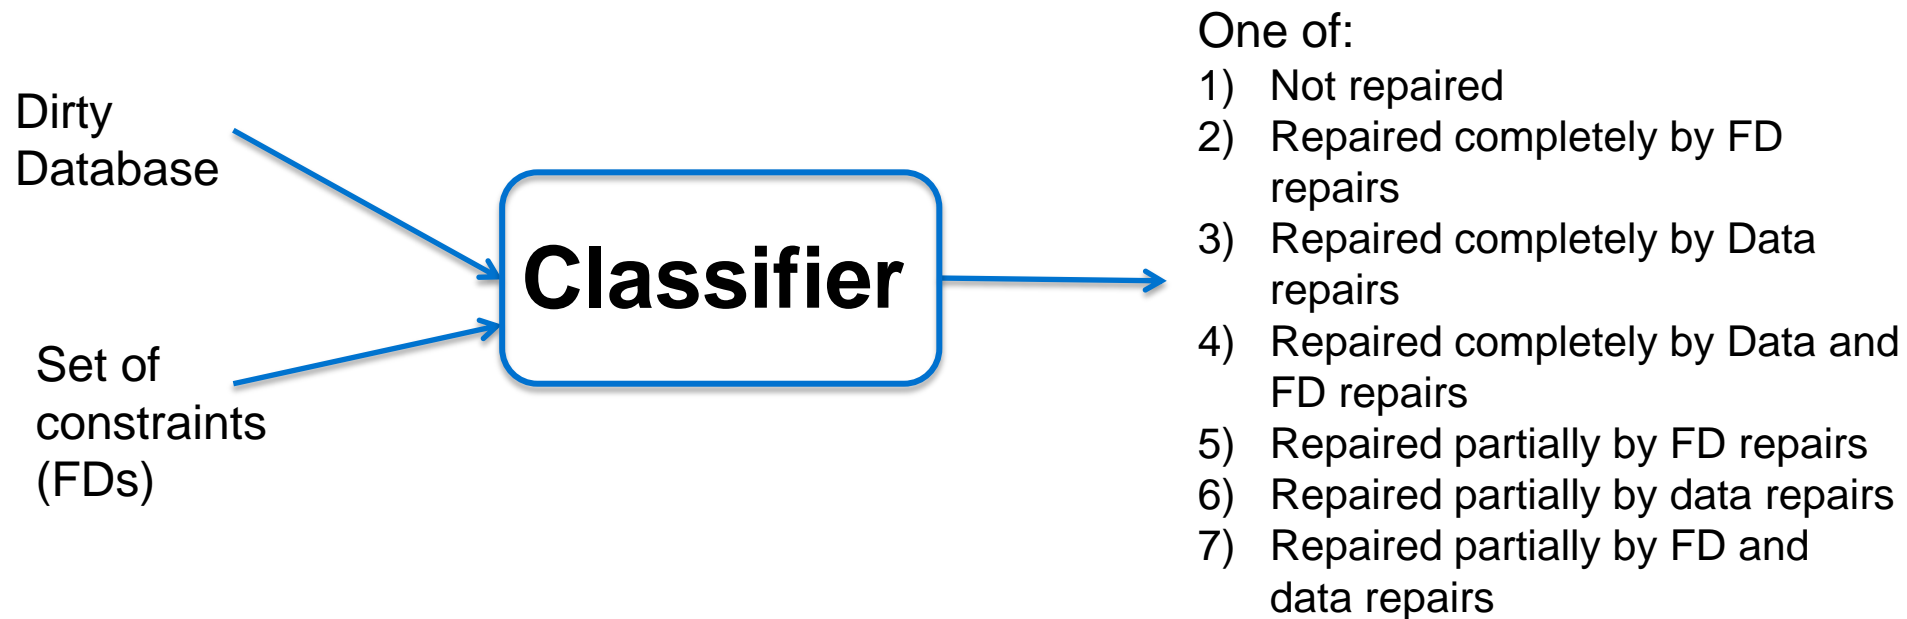 Dirty
Database
Set of
constraints
(FDs)
Classifier
One of:
1) Not repaired
2) Repaired completely by FD
repairs
3) Repaired completely by Data
repairs
4) Repaired completely by Data and
FD repairs
5) Repaired partially by FD repairs
6) Repaired partially by data repairs
7) Repaired partially by FD and
data repairs